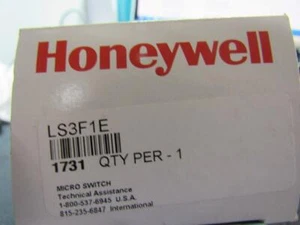 Honeywell
LS3F1E
1731 QTY PER - 1
MICRO SWITCH
Technical Assistance
1-800-537-6945 U.S.A.
815-235-6847 International